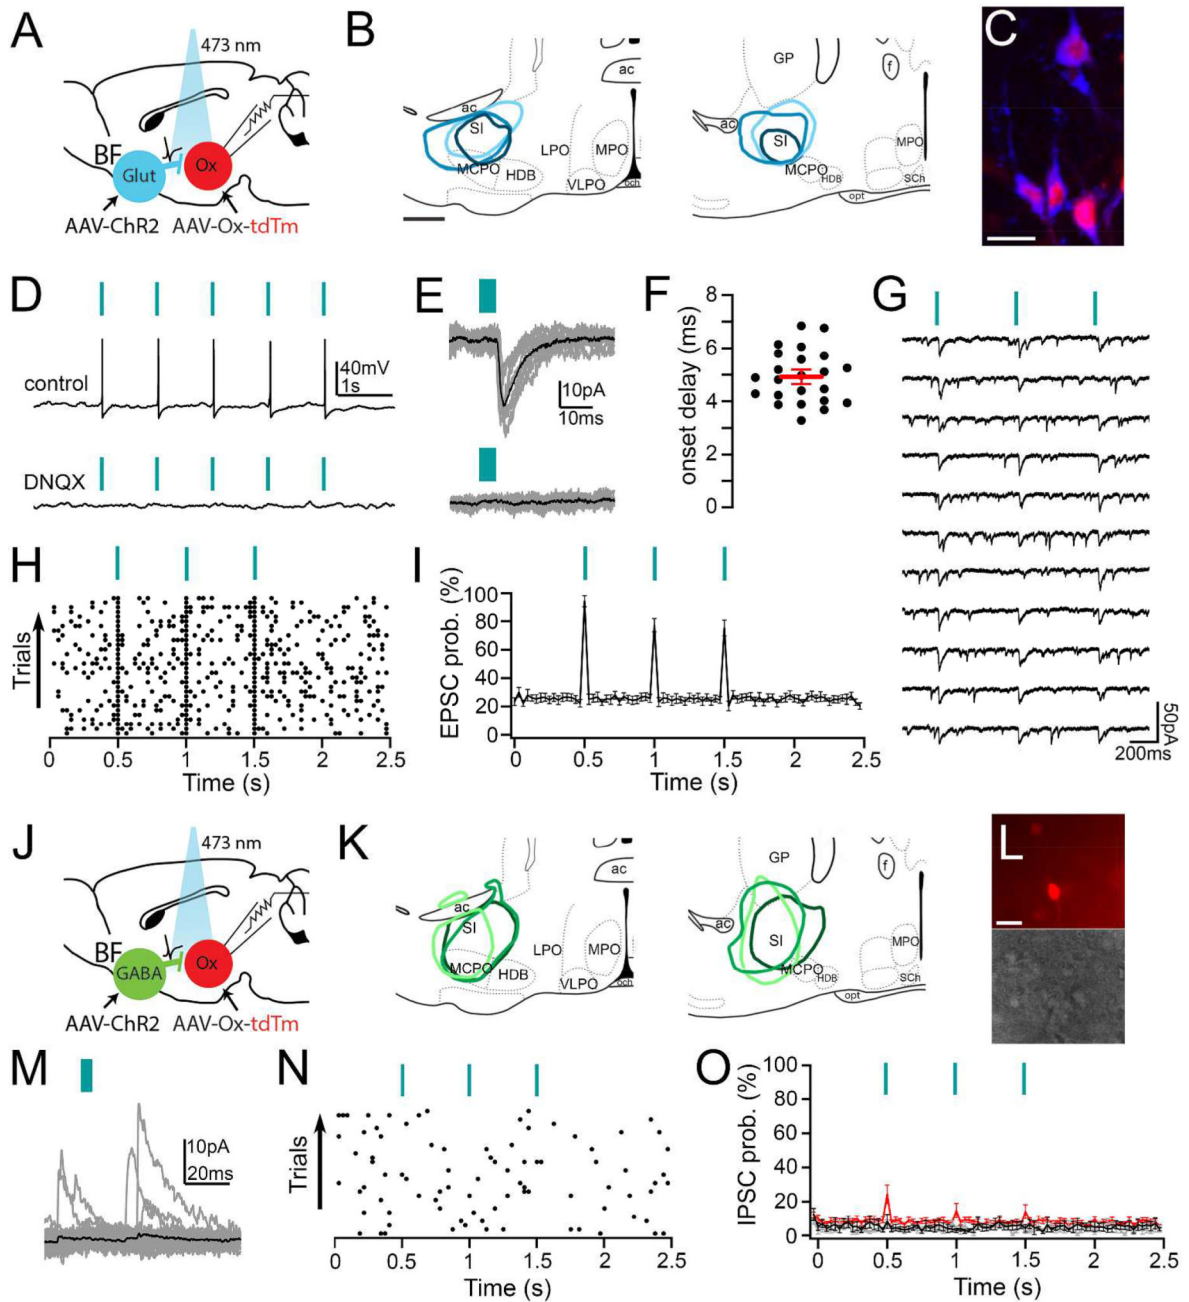 A
473 nm
BF
Glut
Ox
AAV-ChR2 AAV-Ox-tdTm
B
ac
ac
SI
LPO
MPO
MCPO
HDB
VLPO
och
GP
f
ac
SI
MPO
MCPO
HDB
SCh
opt
C
D
control
40mV
1s
DNQX
E
10pA
10ms
F
onset delay (ms)
8
6
4
2
0
G
50pA
200ms
H
Trials
0 0.5 1 1.5 2 2.5
Time (s)
I
EPSC prob. (%)
100
80
60
40
20
0
0 0.5 1 1.5 2 2.5
Time (s)
J
473 nm
BF
GABA
Ox
AAV-ChR2 AAV-Ox-tdTm
K
ac
ac
SI
LPO
MPO
MCPO
HDB
VLPO
och
GP
f
ac
SI
MPO
MCPO
HDB
SCh
opt
L
M
10pA
20ms
N
Trials
0 0.5 1 1.5 2 2.5
Time (s)
O
IPSC prob. (%)
100
80
60
40
20
0
0 0.5 1 1.5 2 2.5
Time (s)